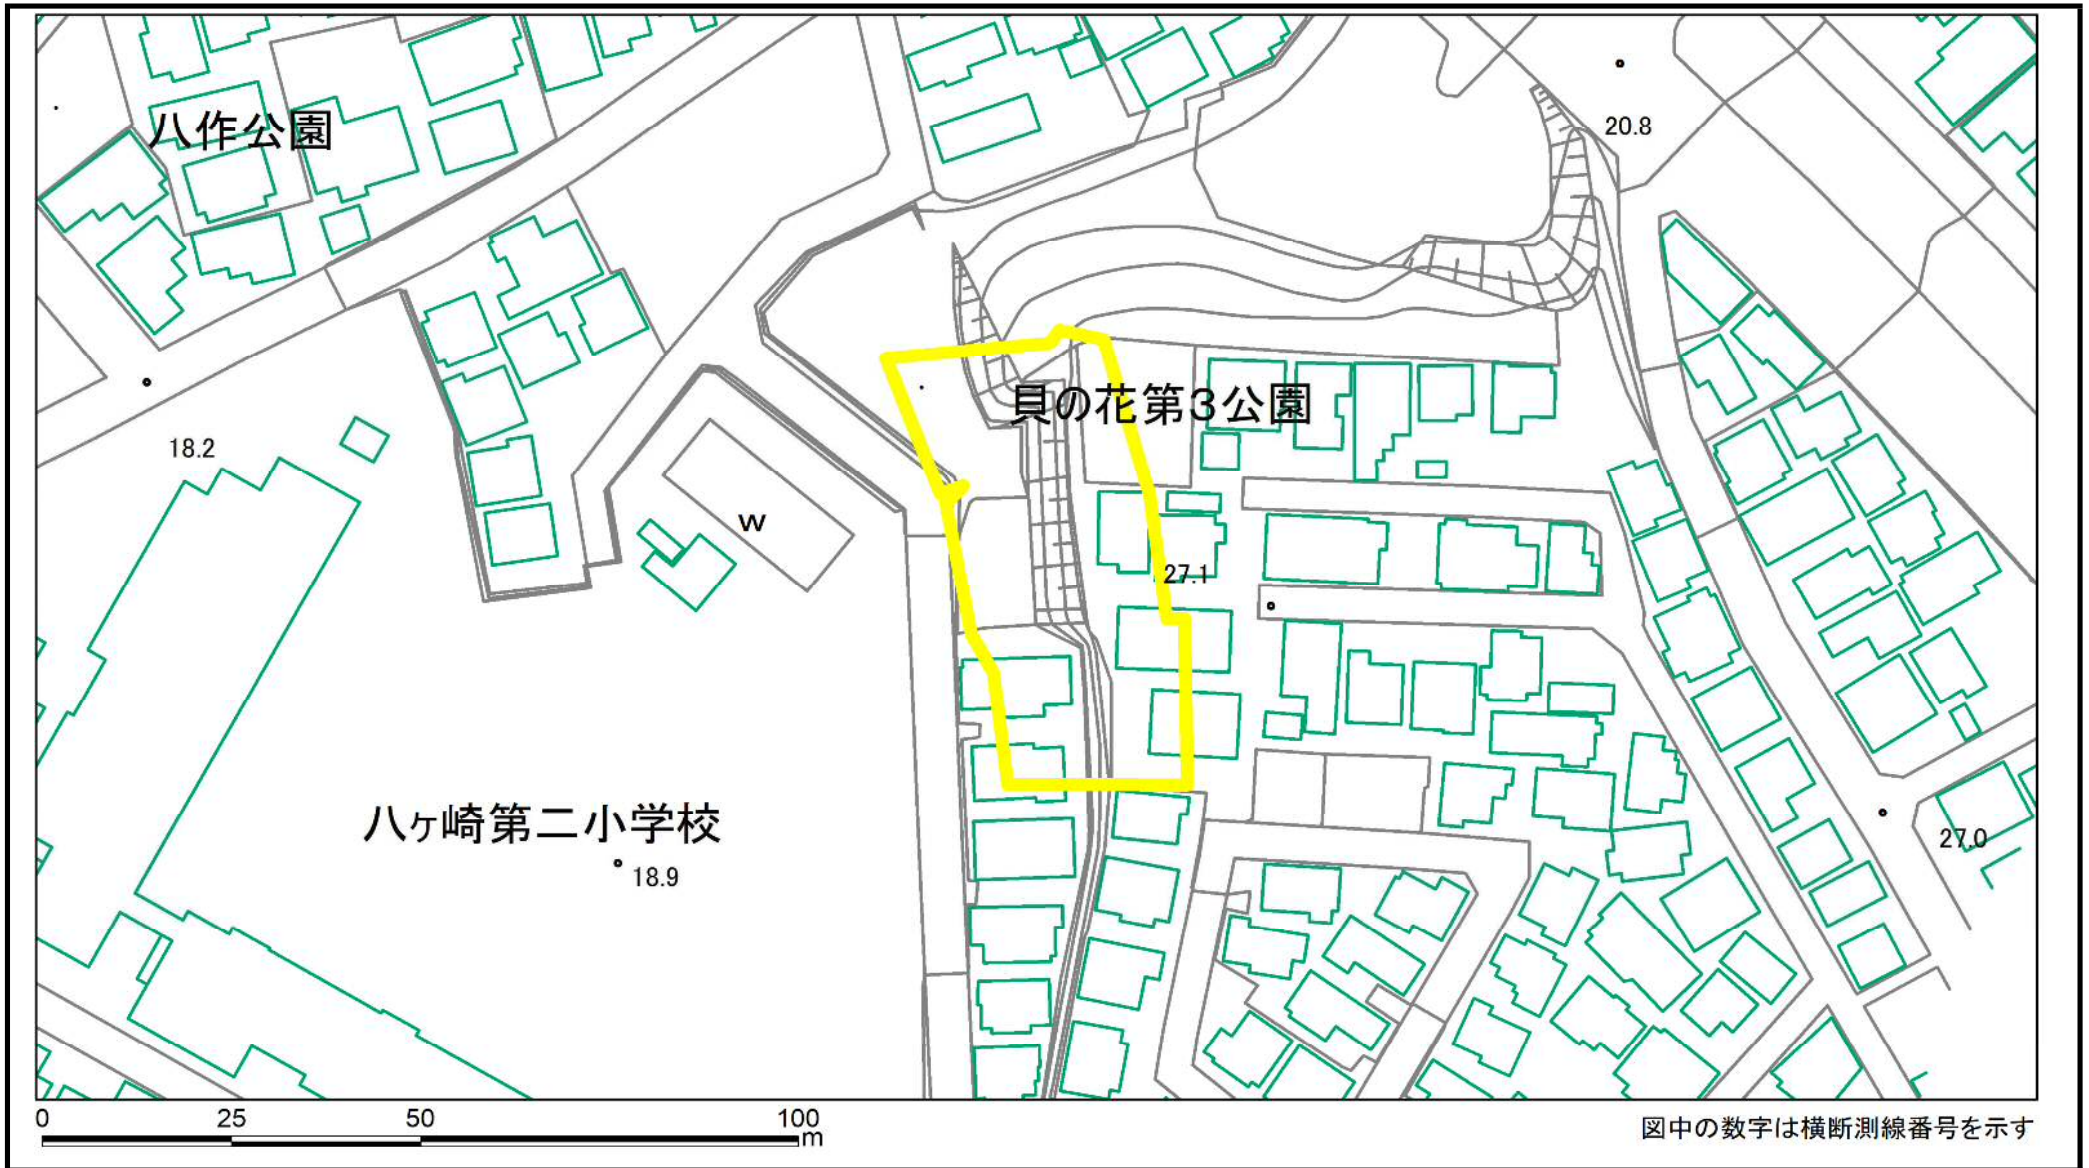 八作公園
20.8
貝の花第3公園
18.2
W
27.1
八ヶ崎第二小学校
18.9
27.0
0 25 50 100
m
図中の数字は横断測線番号を示す